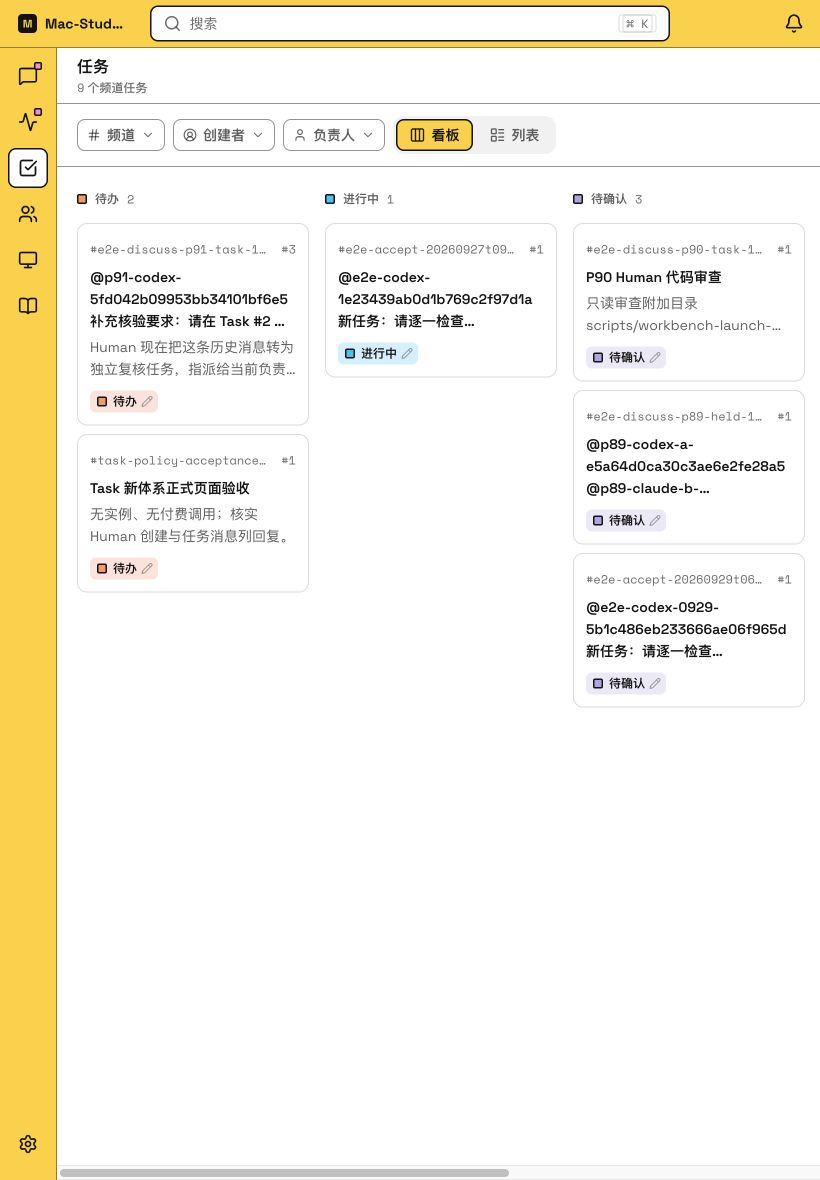 M Mac-Stud...
搜索
⌘ K
任务
9 个频道任务
# 频道
创建者
负责人
看板
列表
待办 2
#e2e-discuss-p91-task-1… #3
@p91-codex-
5fd042b09953bb34101bf6e5
补充核验要求：请在 Task #2 …
Human 现在把这条历史消息转为
独立复核任务，指派给当前负责…
待办
#task-policy-acceptance… #1
Task 新体系正式页面验收
无实例、无付费调用；核实
Human 创建与任务消息列回复。
待办
进行中 1
#e2e-accept-20260927t09… #1
@e2e-codex-
1e23439ab0d1b769c2f97d1a
新任务：请逐一检查…
进行中
待确认 3
#e2e-discuss-p90-task-1… #1
P90 Human 代码审查
只读审查附加目录
scripts/workbench-launch-…
待确认
#e2e-discuss-p89-held-1… #1
@p89-codex-a-
e5a64d0ca30c3ae6e2fe28a5
@p89-claude-b-…
待确认
#e2e-accept-20260929t06… #1
@e2e-codex-0929-
5b1c486eb233666ae06f965d
新任务：请逐一检查…
待确认